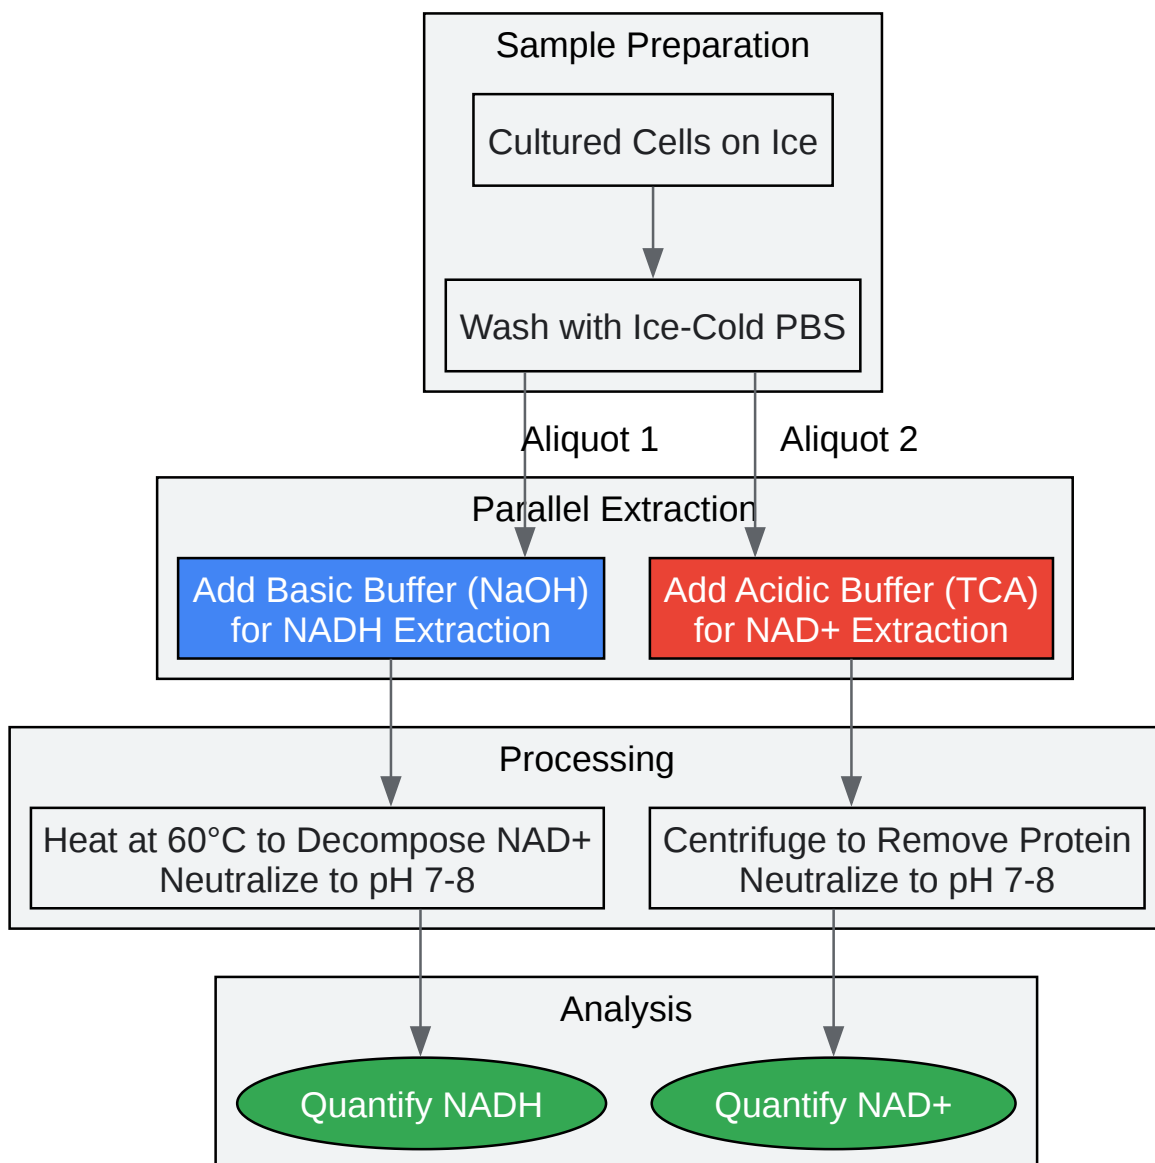 Sample Preparation
Cultured Cells on Ice
Wash with Ice-Cold PBS
Aliquot 1
Aliquot 2
Parallel Extraction
Add Basic Buffer (NaOH)
for NADH Extraction
Add Acidic Buffer (TCA)
for NAD+ Extraction
Processing
Heat at 60°C to Decompose NAD+
Neutralize to pH 7-8
Centrifuge to Remove Protein
Neutralize to pH 7-8
Analysis
Quantify NADH
Quantify NAD+